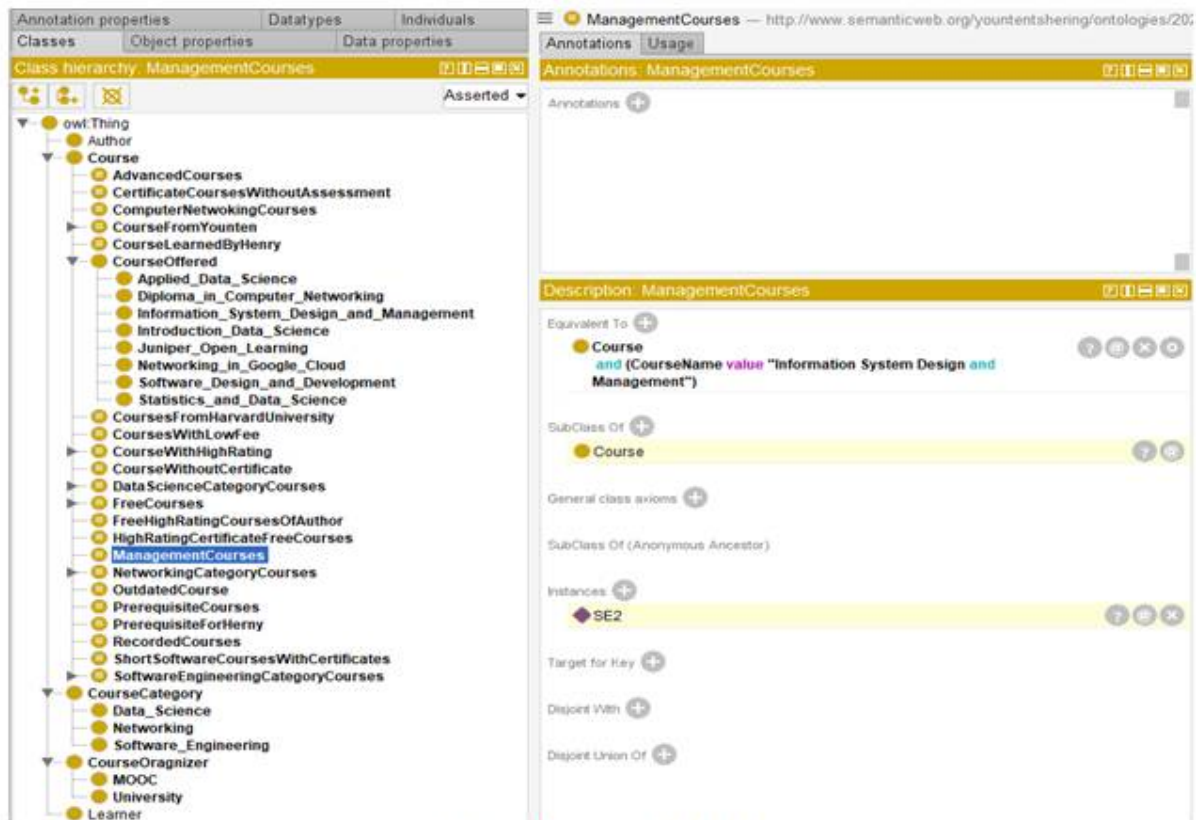 Annotation properties Datatypes Individuals
Classes Object properties Data properties
Class hierarchy: ManagementCourses
Asserted
owl:Thing
Author
Course
AdvancedCourses
CertificateCoursesWithoutAssessment
ComputerNetwokingCourses
CourseFromYounten
CourseLearnedByHenry
CourseOffered
Applied_Data_Science
Diploma_in_Computer_Networking
Information_System_Design_and_Management
Introduction_Data_Science
Juniper_Open_Learning
Networking_in_Google_Cloud
Software_Design_and_Development
Statistics_and_Data_Science
CoursesFromHarvardUniversity
CoursesWithLowFee
CourseWithHighRating
CourseWithoutCertificate
DataScienceCategoryCourses
FreeCourses
FreeHighRatingCoursesOfAuthor
HighRatingCertificateFreeCourses
ManagementCourses
NetworkingCategoryCourses
OutdatedCourse
PrerequisiteCourses
PrerequisiteForHerny
RecordedCourses
ShortSoftwareCoursesWithCertificates
SoftwareEngineeringCategoryCourses
CourseCategory
Data_Science
Networking
Software_Engineering
CourseOragnizer
MOOC
University
Learner
ManagementCourses — http://www.semanticweb.org/yountentshering/ontologies/202
Annotations Usage
Annotations: ManagementCourses
Annotations
Description: ManagementCourses
Equivalent To
Course
and (CourseName value "Information System Design and
Management")
SubClass Of
Course
General class axioms
SubClass Of (Anonymous Ancestor)
Instances
SE2
Target for Key
Disjoint With
Disjoint Union Of